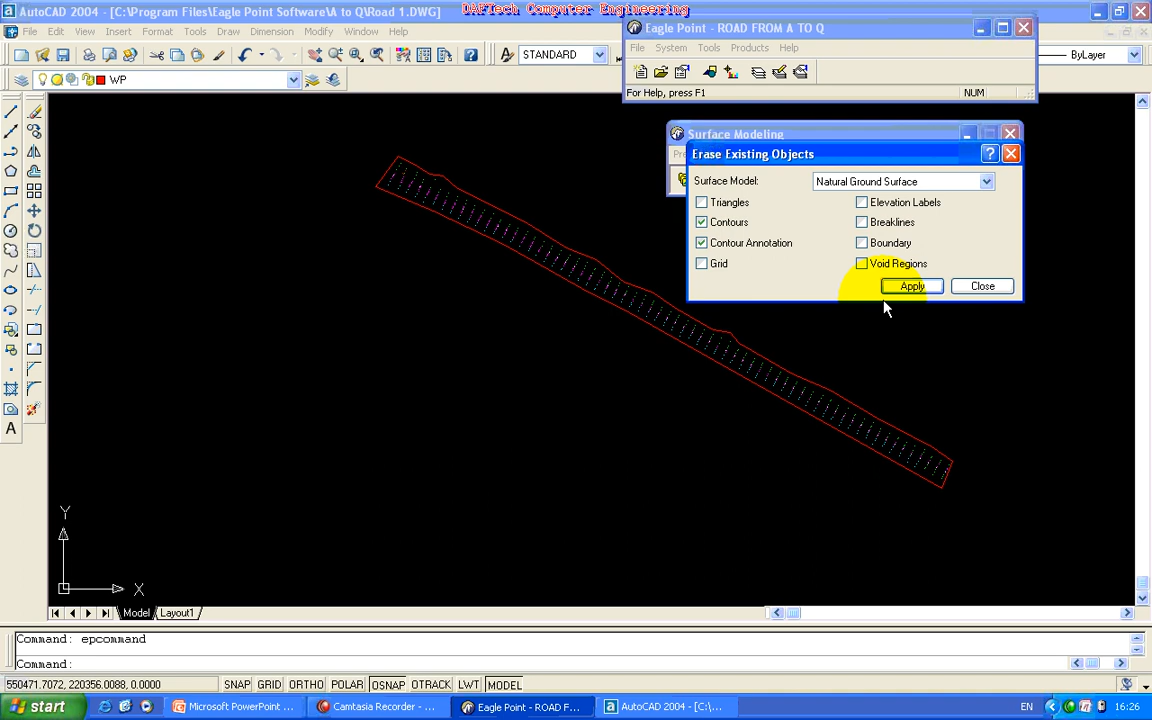 AutoCAD 2004 - [C:\Program Files\Eagle Point Software\A to Q\Road 1.DWG]
DAFTech Computer Engineering
File Edit View Insert Format Tools Draw Dimension Modify Window
Eagle Point - ROAD FROM A TO Q
File System Tools Products Help
STANDARD
ByLayer
WP
For Help, press F1
NUM
Surface Modeling
Erase Existing Objects
Surface Model: Natural Ground Surface
Triangles
Elevation Labels
Contours
Breaklines
Contour Annotation
Boundary
Grid
Void Regions
Apply
Close
Y
X
Model Layout1
Command: epcommand
Command:
550471.7072, 220356.0088, 0.0000
SNAP GRID ORTHO POLAR OSNAP OTRACK LWT MODEL
start
Microsoft PowerPoint ...
Camtasia Recorder - ...
Eagle Point - ROAD F...
AutoCAD 2004 - [C:\...
EN
16:26